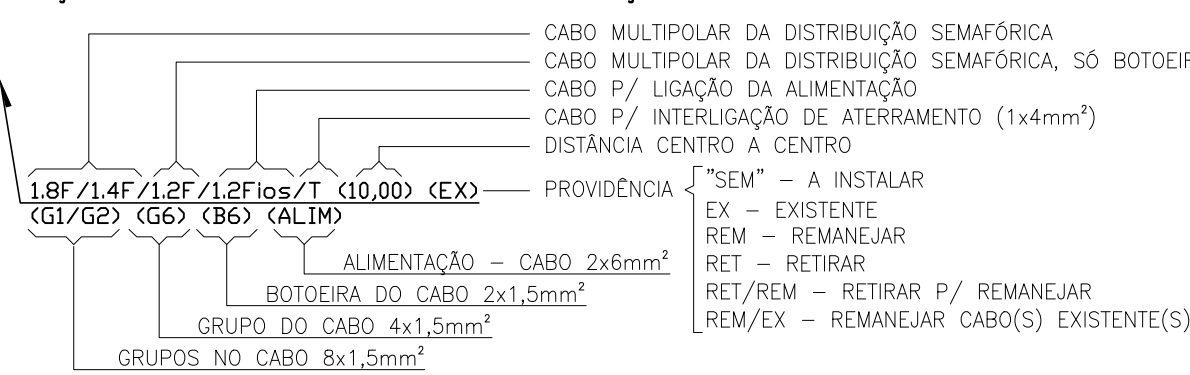 CABO MULTIPOLAR DA DISTRIBUIÇÃO SEMAFÓRICA
CABO MULTIPOLAR DA DISTRIBUIÇÃO SEMAFÓRICA, SÓ
CABO P/ LIGAÇÃO DA ALIMENTAÇÃO
CABO P/ INTERLIGAÇÃO DE ATERRAMENTO (1x4mm²)
DISTÂNCIA CENTRO A CENTRO
1.8F/1.4F/1.2F/1.2Fios/T (10,00) (EX)
(G1/G2) (G6) (B6) (ALIM)
PROVIDÊNCIA
"SEM" – A INSTALAR
EX – EXISTENTE
REM – REMANEJAR
RET – RETIRAR
RET/REM – RETIRAR P/ REMANEJAR
REM/EX – REMANEJAR CABO(S) EXISTENTE(S)
ALIMENTAÇÃO – CABO 2x6mm²
BOTOEIRA DO CABO 2x1,5mm²
GRUPO DO CABO 4x1,5mm²
GRUPOS NO CABO 8x1,5mm²